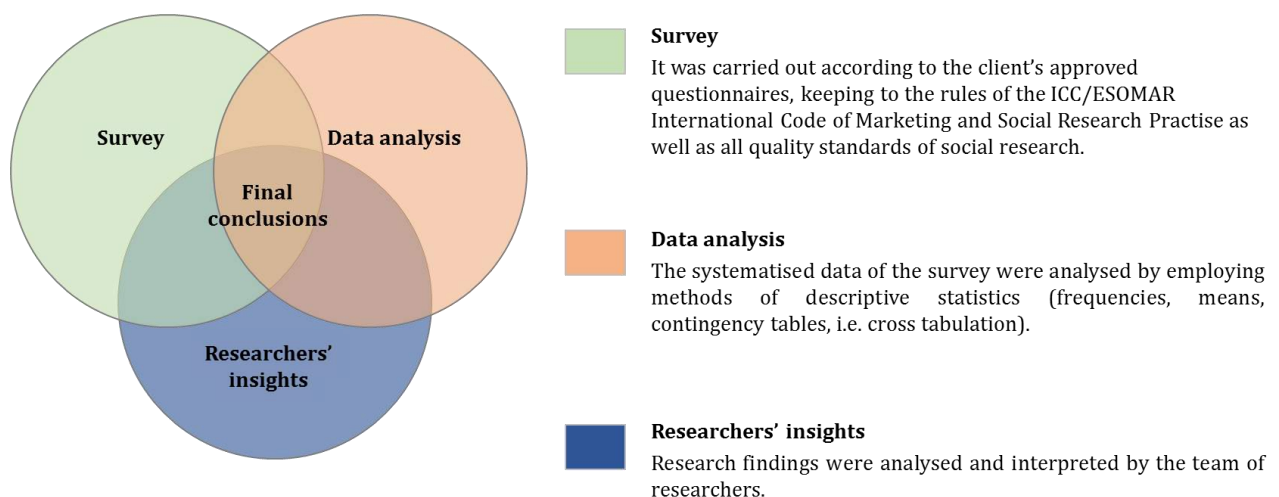 Survey
Data analysis
Final
conclusions
Researchers’
insights
Survey
It was carried out according to the client’s approved
questionnaires, keeping to the rules of the ICC/ESOMAR
International Code of Marketing and Social Research Practise as
well as all quality standards of social research.
Data analysis
The systematised data of the survey were analysed by employing
methods of descriptive statistics (frequencies, means,
contingency tables, i.e. cross tabulation).
Researchers’ insights
Research findings were analysed and interpreted by the team of
researchers.